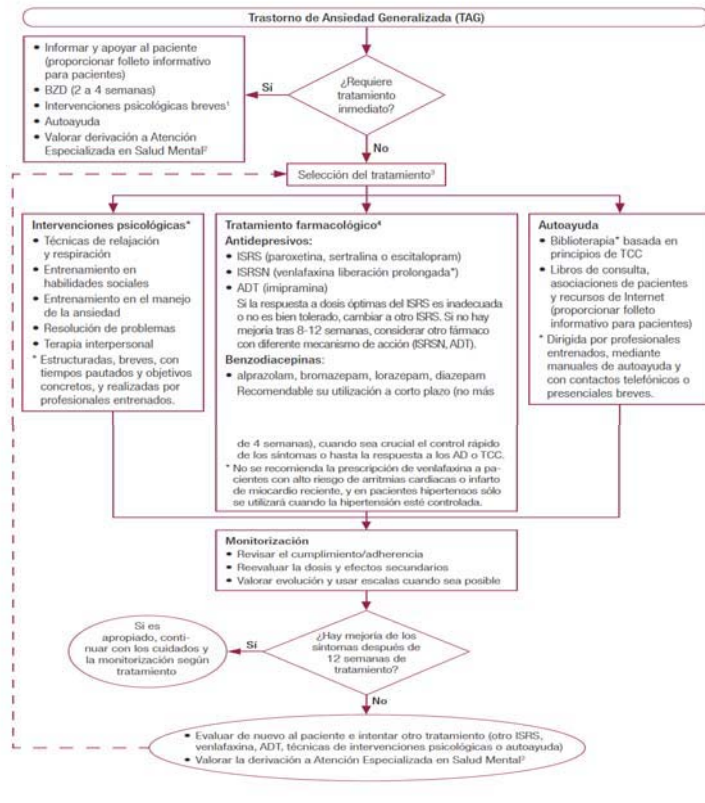 Trastorno de Ansiedad Generalizada (TAG)
• Informar y apoyar al paciente
(proporcionar folleto informativo
para pacientes)
• BZD (2 a 4 semanas)
• Intervenciones psicológicas breves¹
• Autoayuda
• Valorar derivación a Atención
Especializada en Salud Mental²
Sí
¿Requiere
tratamiento
inmediato?
No
Selección del tratamiento³
Intervenciones psicológicas*
• Técnicas de relajación
y respiración
• Entrenamiento en
habilidades sociales
• Entrenamiento en el manejo
de la ansiedad
• Resolución de problemas
• Terapia interpersonal
* Estructuradas, breves, con
tiempos pautados y objetivos
concretos, y realizadas por
profesionales entrenados.
Tratamiento farmacológico⁴
Antidepresivos:
• ISRS (paroxetina, sertralina o escitalopram)
• ISRSN (venlafaxina liberación prolongada*)
• ADT (imipramina)
Si la respuesta a dosis óptimas del ISRS es inadecuada
o no es bien tolerado, cambiar a otro ISRS. Si no hay
mejoría tras 8-12 semanas, considerar otro fármaco
con diferente mecanismo de acción (ISRSN, ADT).
Benzodiacepinas:
• alprazolam, bromazepam, lorazepam, diazepam
Recomendable su utilización a corto plazo (no más
de 4 semanas), cuando sea crucial el control rápido
de los síntomas o hasta la respuesta a los AD o TCC.
* No se recomienda la prescripción de venlafaxina a pa-
cientes con alto riesgo de arritmias cardiacas o infarto
de miocardio reciente, y en pacientes hipertensos sólo
se utilizará cuando la hipertensión esté controlada.
Autoayuda
• Biblioterapia* basada en
principios de TCC
• Libros de consulta,
asociaciones de pacientes
y recursos de Internet
(proporcionar folleto
informativo para pacientes)
* Dirigida por profesionales
entrenados, mediante
manuales de autoayuda y
con contactos telefónicos o
presenciales breves.
Monitorización
• Revisar el cumplimiento/adherencia
• Reevaluar la dosis y efectos secundarios
• Valorar evolución y usar escalas cuando sea posible
Si es
apropiado, conti-
nuar con los cuidados y
la monitorización según
tratamiento
Sí
¿Hay mejoría de los
síntomas después de
12 semanas de
tratamiento?
No
• Evaluar de nuevo al paciente e intentar otro tratamiento (otro ISRS,
venlafaxina, ADT, técnicas de intervenciones psicológicas o autoayuda)
• Valorar la derivación a Atención Especializada en Salud Mental²